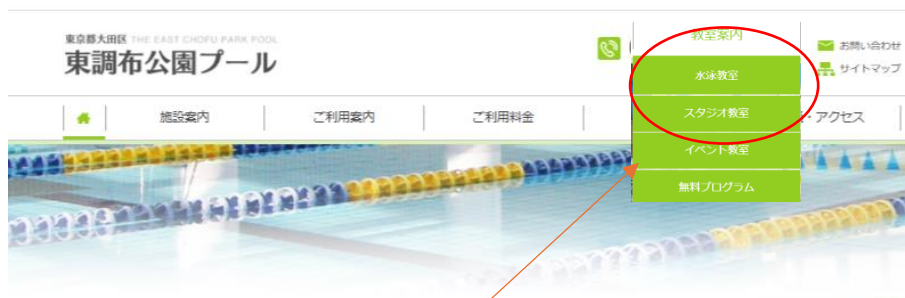 東京都大田区 THE EAST CHOFU PARK POOL
東調布公園プール
お問い合わせ
サイトマップ
施設案内
ご利用案内
ご利用料金
教室案内
水泳教室
スタジオ教室
イベント教室
無料プログラム
・アクセス